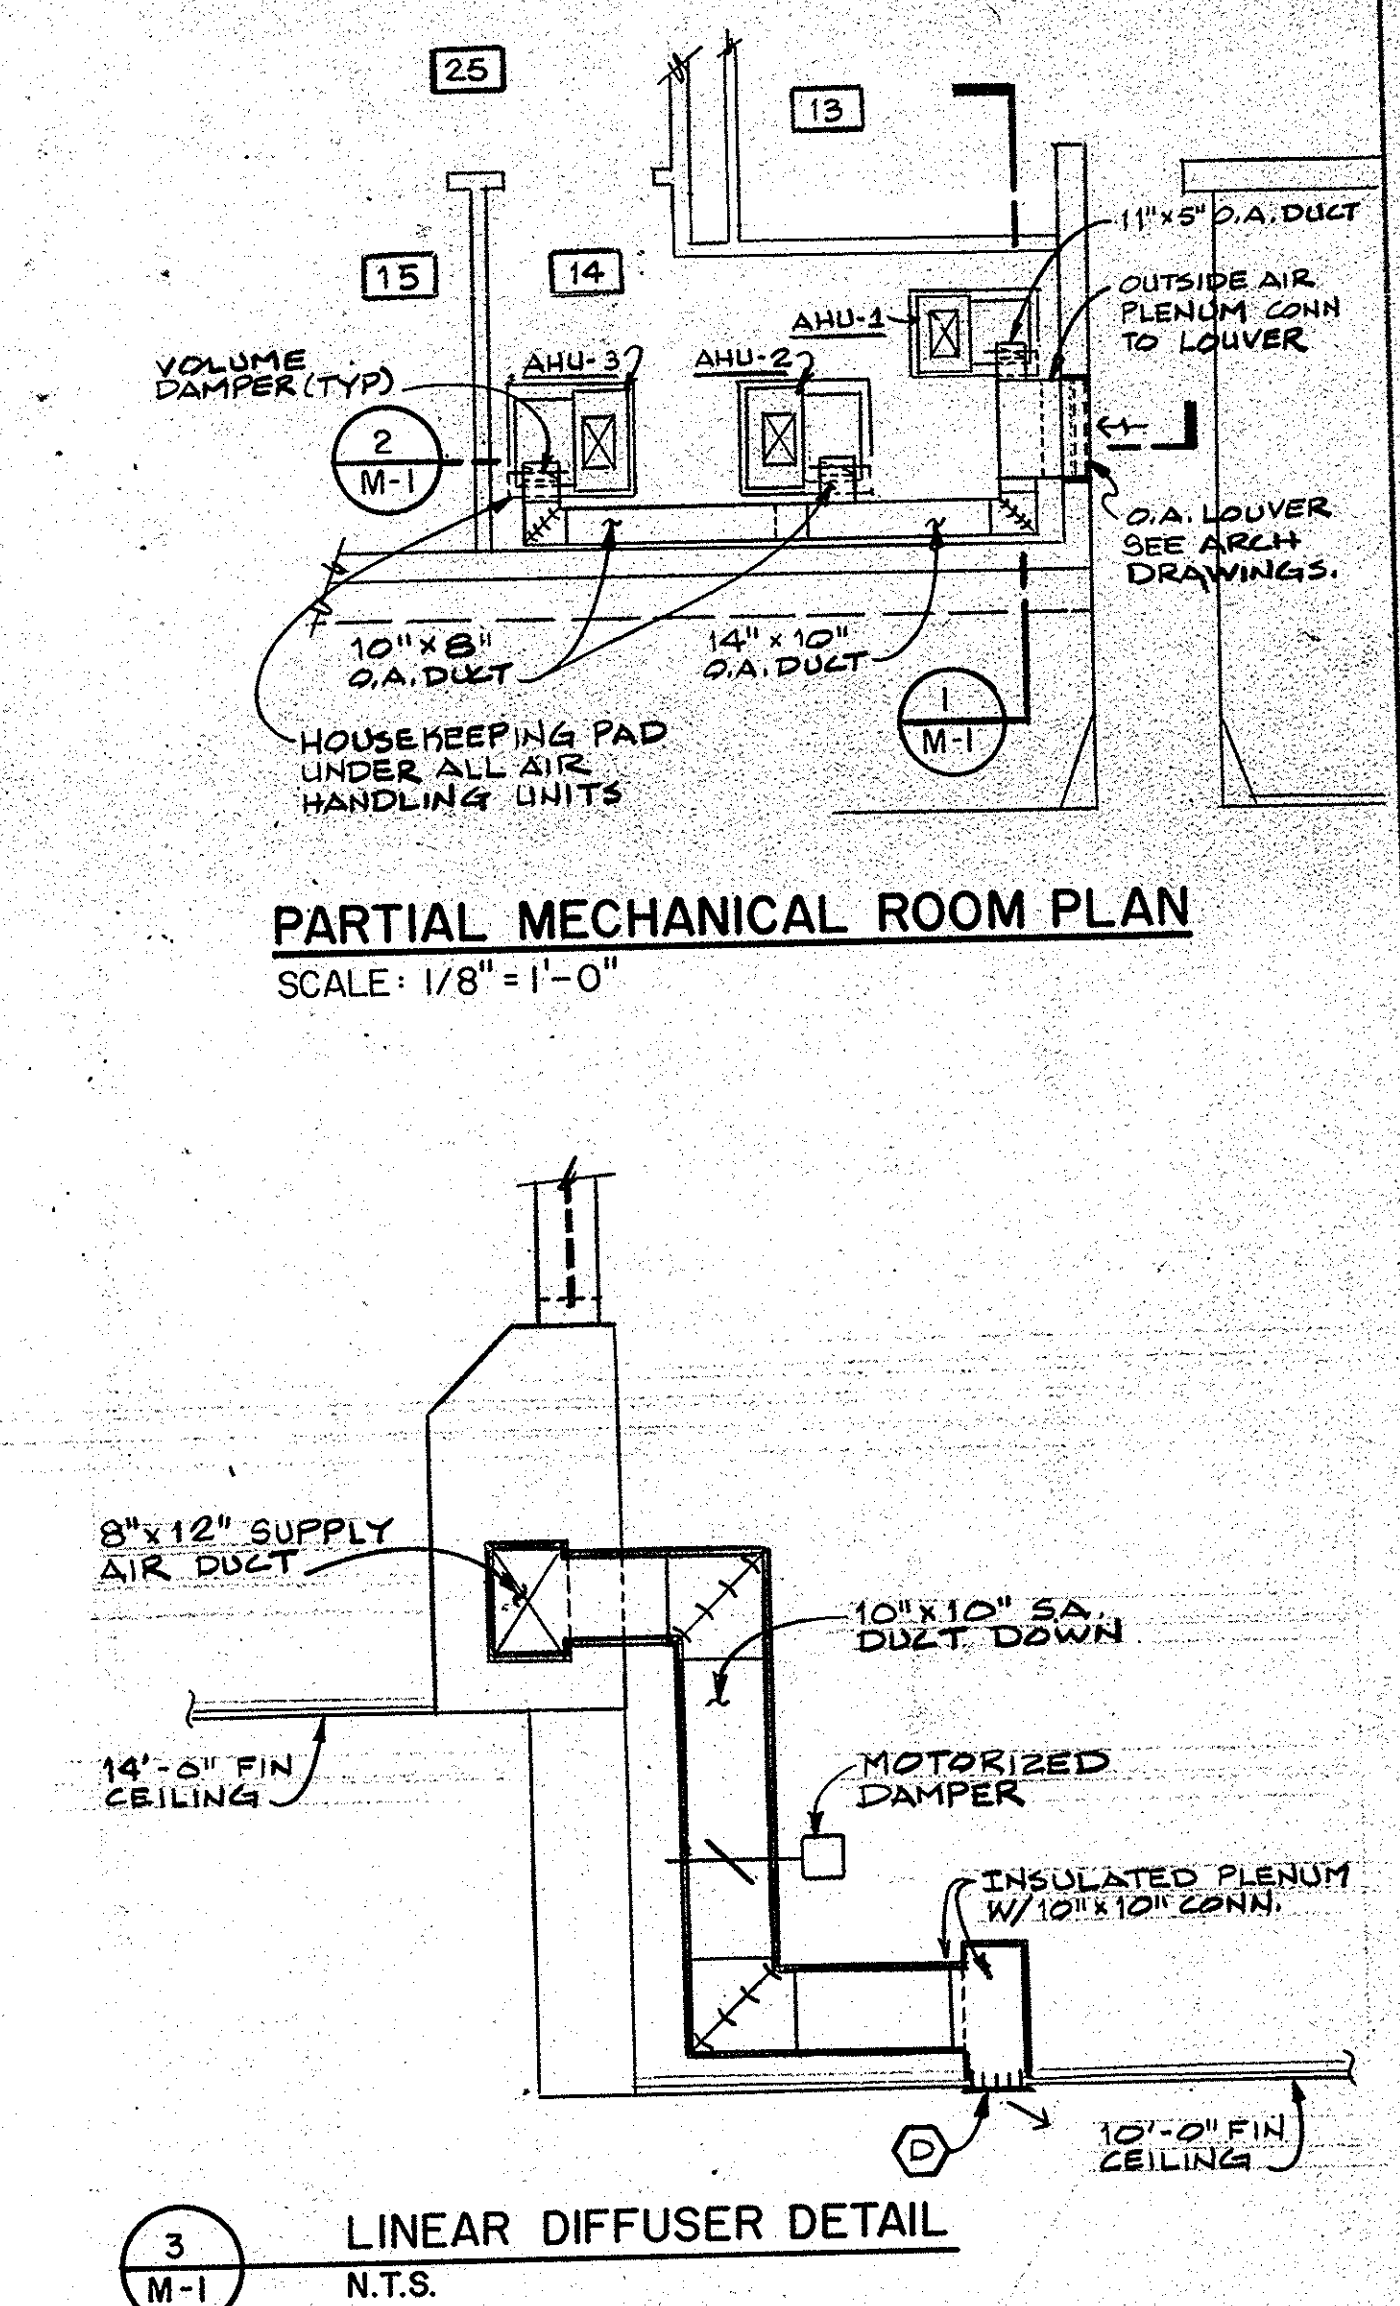 25
13
11"x5" O.A. DUCT
15
14
OUTSIDE AIR
PLENUM CONN
TO LOUVER
AHU-1
AHU-3
AHU-2
VOLUME
DAMPER (TYP)
2
M-1
O.A. LOUVER
SEE ARCH
DRAWINGS.
10"x8"
O.A. DUCT
14"x10"
O.A. DUCT
1
M-1
HOUSEKEEPING PAD
UNDER ALL AIR
HANDLING UNITS
PARTIAL MECHANICAL ROOM PLAN
SCALE: 1/8" = 1'-0"
8"x12" SUPPLY
AIR DUCT
10"x10" S.A.
DUCT DOWN
14'-0" FIN
CEILING
MOTORIZED
DAMPER
INSULATED PLENUM
W/10"x10" CONN.
D
10'-0" FIN
CEILING
3
M-1
LINEAR DIFFUSER DETAIL
N.T.S.